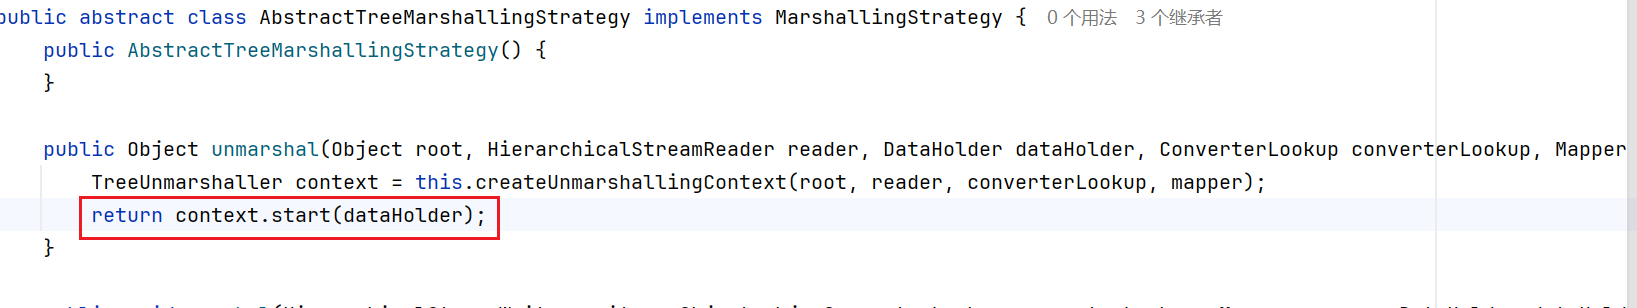 public abstract class AbstractTreeMarshallingStrategy implements MarshallingStrategy { 0 个用法 3 个继承者
public AbstractTreeMarshallingStrategy() {
}
public Object unmarshal(Object root, HierarchicalStreamReader reader, DataHolder dataHolder, ConverterLookup converterLookup, Mapper
TreeUnmarshaller context = this.createUnmarshallingContext(root, reader, converterLookup, mapper);
return context.start(dataHolder);
}